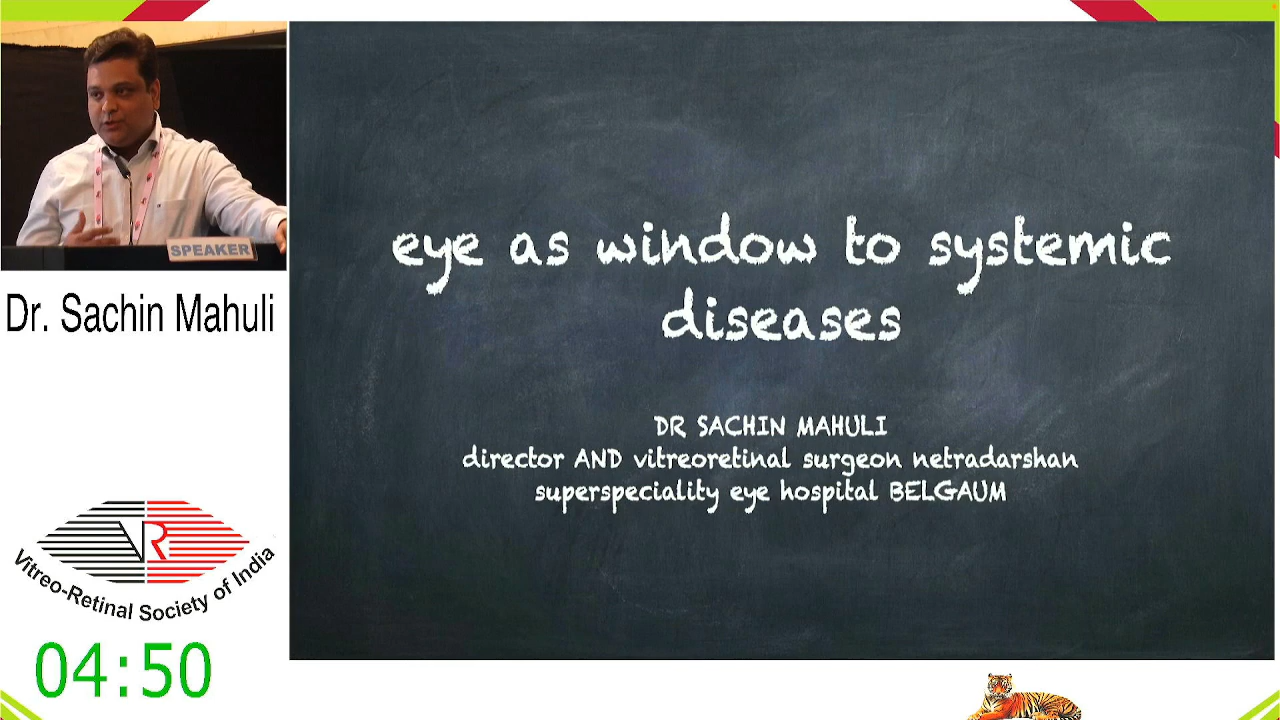 SPEAKER
Dr. Sachin Mahuli
eye as window to systemic
diseases
DR SACHIN MAHULI
director AND vitreoretinal surgeon netradarshan
superspeciality eye hospital BELGAUM
VR
Vitreo-Retinal Society of India
04:50